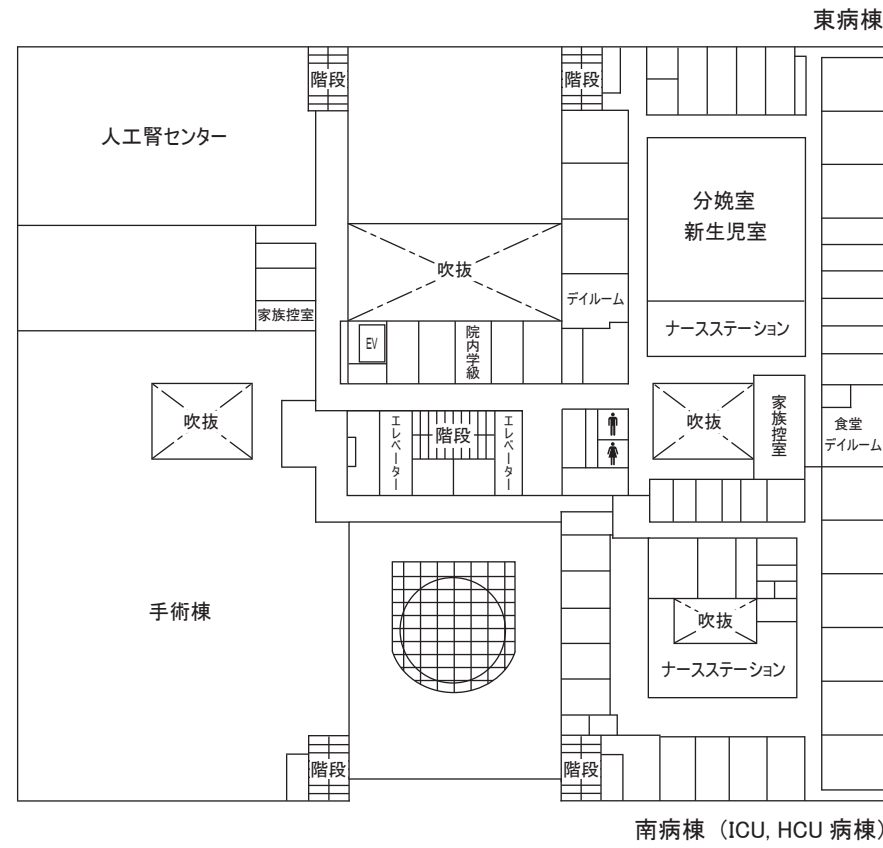 東病棟
階段
階段
人工腎センター
分娩室
新生児室
吹抜
デイルーム
家族控室
ナースステーション
EV
院内学級
吹抜
エレベーター
階段
エレベーター
吹抜
家族控室
食堂
デイルーム
手術棟
吹抜
ナースステーション
階段
階段
南病棟（ICU, HCU 病棟）